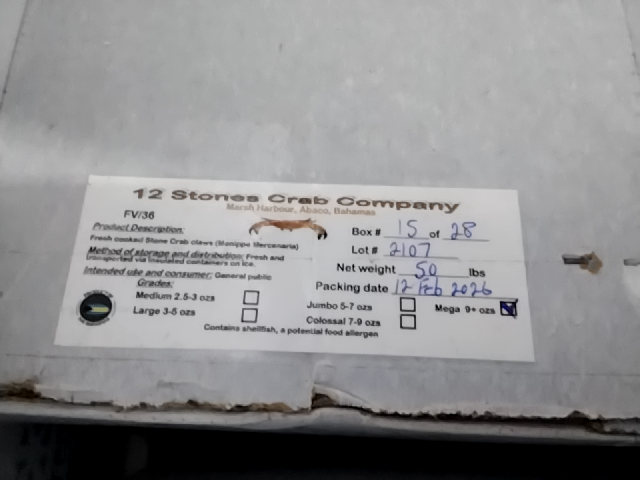 12 Stones Crab Company
Marsh Harbour, Abaco, Bahamas
FV/36
Product Description:
Fresh cooked Stone Crab claws (Menippe Mercenaria)
Method of storage and distribution: Fresh and
transported via insulated containers on ice.
Intended use and consumer: General public
Grades:
Medium 2.5-3 ozs
Large 3-5 ozs
Box # 15 of 28
Lot # 2107
Net weight 50 lbs
Packing date 12 Feb 2026
Jumbo 5-7 ozs
Colossal 7-9 ozs
Mega 9+ ozs
Contains shellfish, a potential food allergen